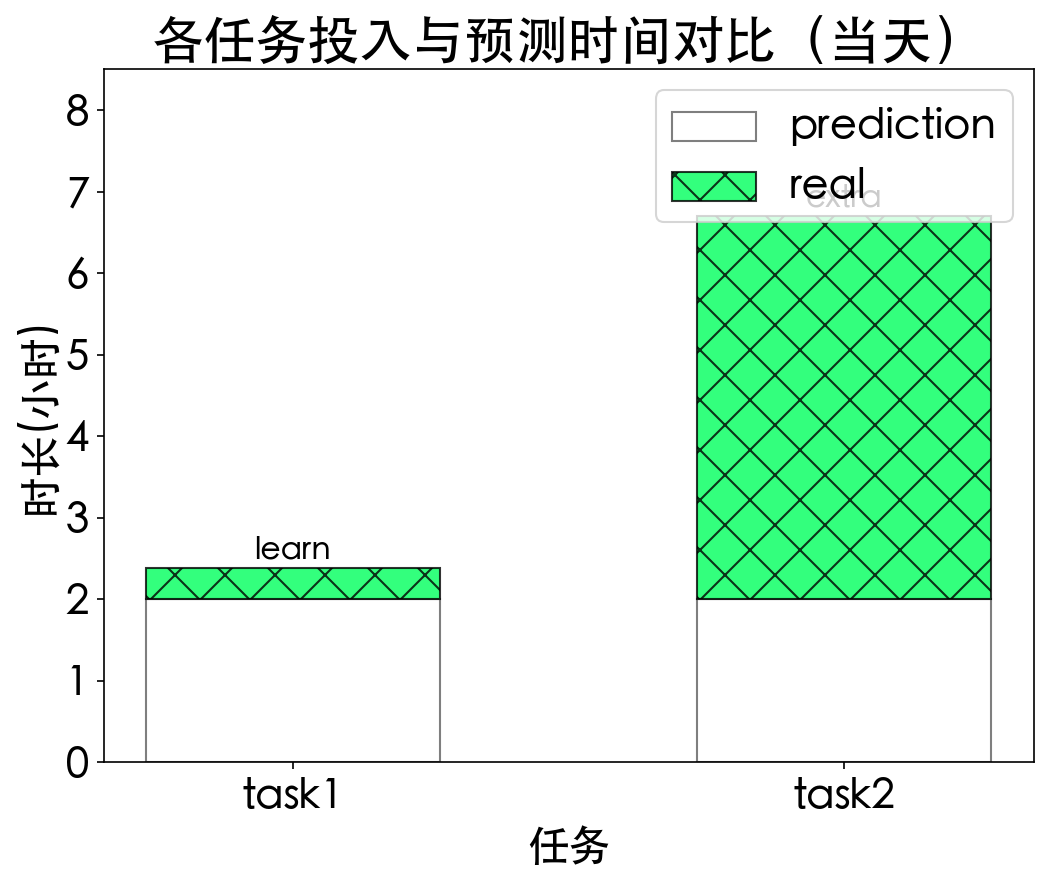 各任务投入与预测时间对比（当天）
8
7
6
5
4
3
2
1
0
时长(小时)
prediction
real
extra
learn
task1
task2
任务